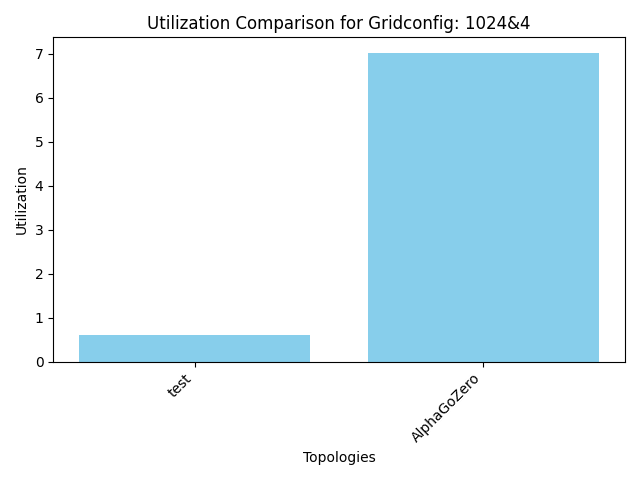 Utilization Comparison for Gridconfig: 1024&4
Utilization
7
6
5
4
3
2
1
0
test
AlphaGoZero
Topologies